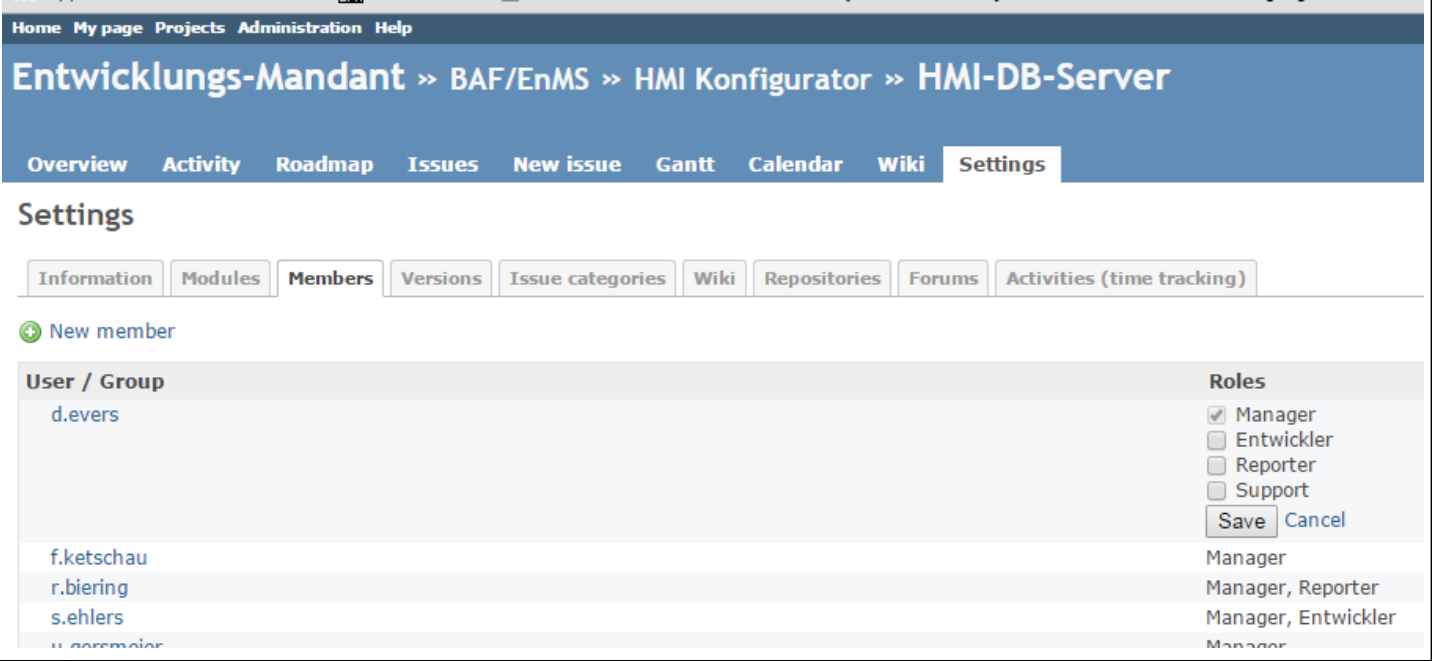 Home My page Projects Administration Help
Entwicklungs-Mandant » BAF/EnMS » HMI Konfigurator » HMI-DB-Server
Overview Activity Roadmap Issues New issue Gantt Calendar Wiki Settings
Settings
Information Modules Members Versions Issue categories Wiki Repositories Forums Activities (time tracking)
New member
User / Group Roles
d.evers Manager
Entwickler
Reporter
Support
Save Cancel
f.ketschau Manager
r.biering Manager, Reporter
s.ehlers Manager, Entwickler
Manager